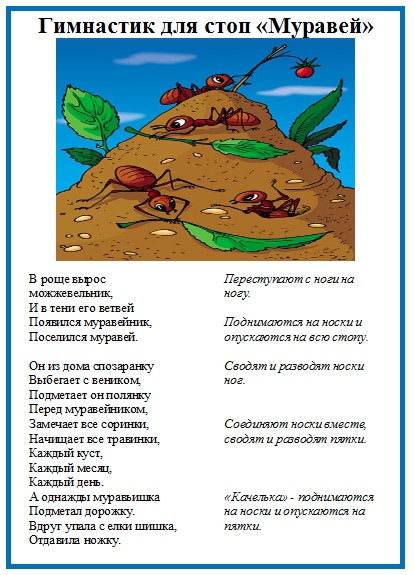 Гимнастик для стоп «Муравей»
В роще вырос
можжевельник,
И в тени его ветвей
Появился муравейник,
Поселился муравей.
Он из дома спозаранку
Выбегает с веником,
Подметает он полянку
Перед муравейником,
Замечает все соринки,
Начищает все травинки,
Каждый куст,
Каждый месяц,
Каждый день.
А однажды муравьишка
Подметал дорожку.
Вдруг упала с елки шишка,
Отдавила ножку.
Переступают с ноги на
ногу.
Поднимаются на носки и
опускаются на всю стопу.
Сводят и разводят носки
ног.
Соединяют носки вместе,
сводят и разводят пятки.
«Качелька» - поднимаются
на носки и опускаются на
пятки.